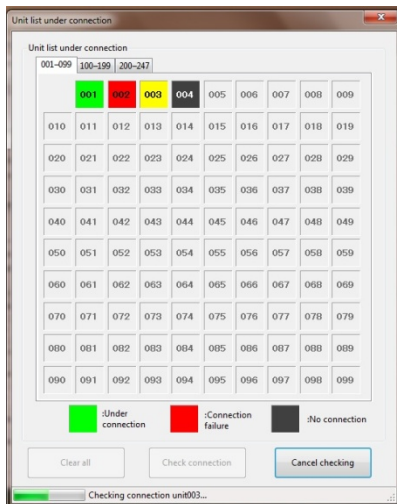 Unit list under connection
x
Unit list under connection
001-099 100-199 200-247
001 002 003 004 005 006 007 008 009
010 011 012 013 014 015 016 017 018 019
020 021 022 023 024 025 026 027 028 029
030 031 032 033 034 035 036 037 038 039
040 041 042 043 044 045 046 047 048 049
050 051 052 053 054 055 056 057 058 059
060 061 062 063 064 065 066 067 068 069
070 071 072 073 074 075 076 077 078 079
080 081 082 083 084 085 086 087 088 089
090 091 092 093 094 095 096 097 098 099
:Under
connection
:Connection
failure
:No connection
Clear all Check connection Cancel checking
Checking connection unit003...